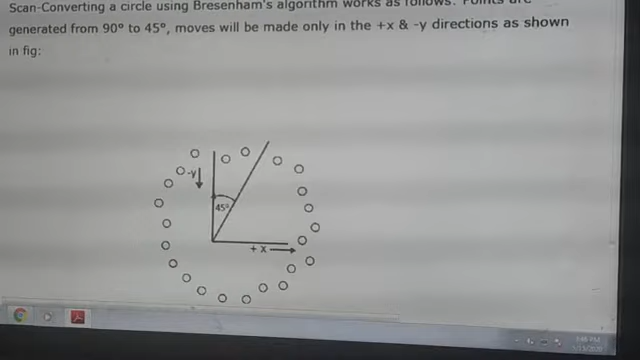 Scan-Converting a circle using Bresenham's algorithm works as follows: Points are
generated from 90° to 45°, moves will be made only in the +x & -y directions as shown
in fig:
-y
45°
+ x